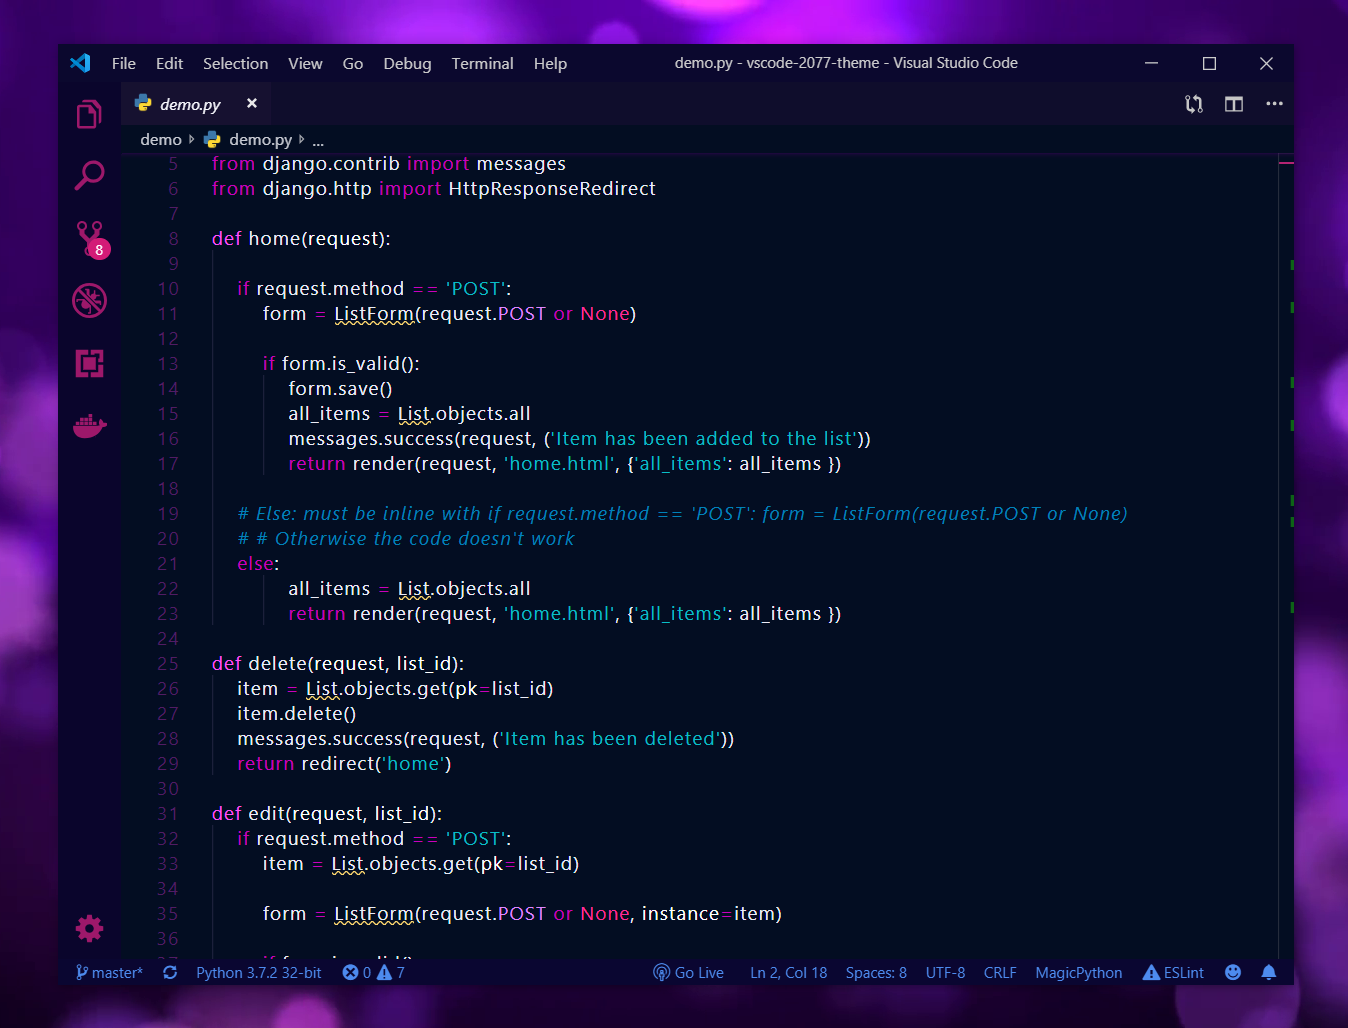 File Edit Selection View Go Debug Terminal Help demo.py - vscode-2077-theme - Visual Studio Code
demo.py
demo demo.py ...
8
5 from django.contrib import messages
6 from django.http import HttpResponseRedirect
7
8 def home(request):
9
10 if request.method == 'POST':
11 form = ListForm(request.POST or None)
12
13 if form.is_valid():
14 form.save()
15 all_items = List.objects.all
16 messages.success(request, ('Item has been added to the list'))
17 return render(request, 'home.html', {'all_items': all_items })
18
19 # Else: must be inline with if request.method == 'POST': form = ListForm(request.POST or None)
20 # # Otherwise the code doesn't work
21 else:
22 all_items = List.objects.all
23 return render(request, 'home.html', {'all_items': all_items })
24
25 def delete(request, list_id):
26 item = List.objects.get(pk=list_id)
27 item.delete()
28 messages.success(request, ('Item has been deleted'))
29 return redirect('home')
30
31 def edit(request, list_id):
32 if request.method == 'POST':
33 item = List.objects.get(pk=list_id)
34
35 form = ListForm(request.POST or None, instance=item)
36
master* Python 3.7.2 32-bit 0 7 Go Live Ln 2, Col 18 Spaces: 8 UTF-8 CRLF MagicPython ESLint